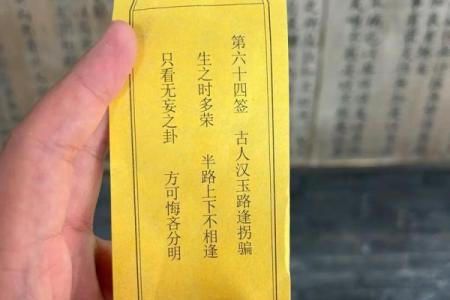 第六十四签 古人汉玉路逢拐骗
生之时多荣 半路上下不相逢
只看无妄之卦 方可悔吝分明